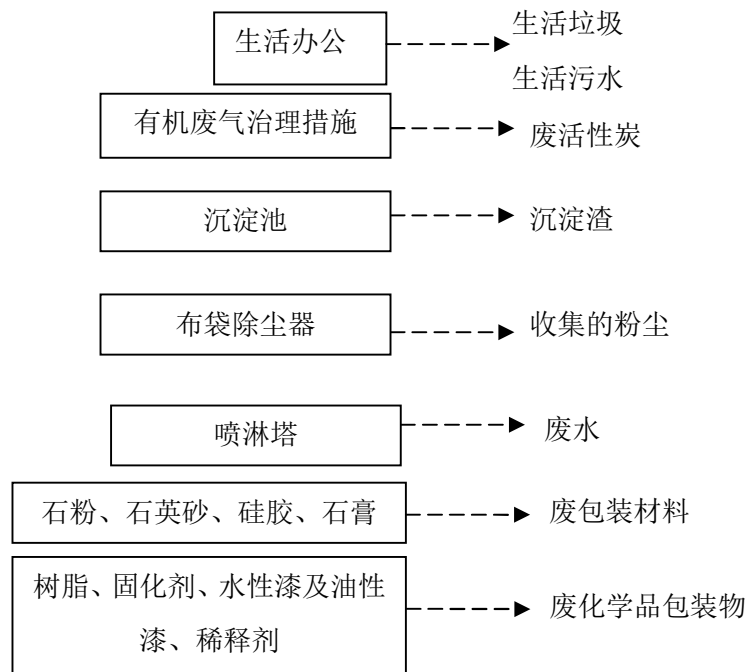 生活办公
生活垃圾
生活污水
有机废气治理措施
废活性炭
沉淀池
沉淀渣
布袋除尘器
收集的粉尘
喷淋塔
废水
石粉、石英砂、硅胶、石膏
废包装材料
树脂、固化剂、水性漆及油性
漆、稀释剂
废化学品包装物